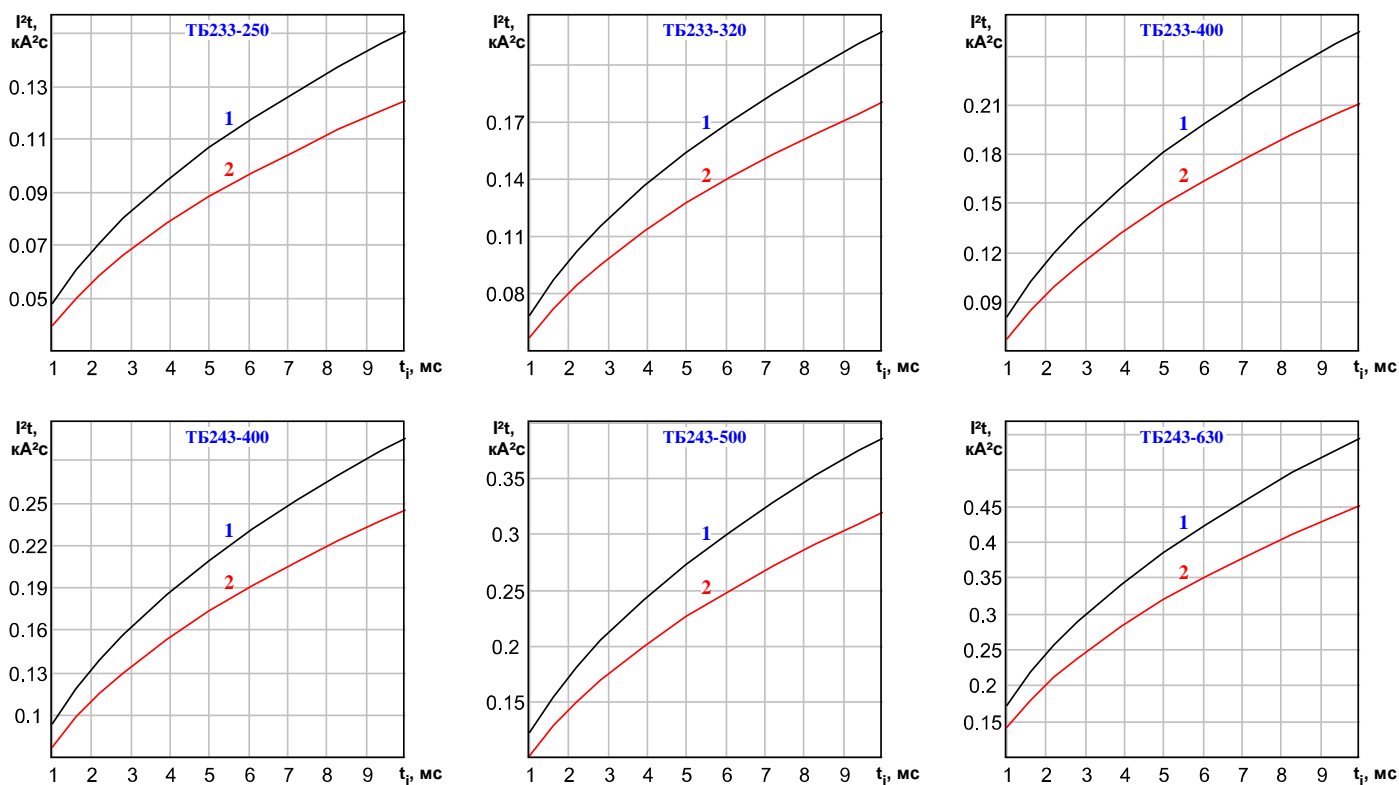 I²t,
кА²с
ТБ233-250
0.13
0.11
0.09
0.07
0.05
1
2
1 2 3 4 5 6 7 8 9 tᵢ, мс
I²t,
кА²с
ТБ233-320
0.17
0.14
0.11
0.08
1
2
1 2 3 4 5 6 7 8 9 tᵢ, мс
I²t,
кА²с
ТБ233-400
0.21
0.18
0.15
0.12
0.09
1
2
1 2 3 4 5 6 7 8 9 tᵢ, мс
I²t,
кА²с
ТБ243-400
0.25
0.22
0.19
0.16
0.13
0.1
1
2
1 2 3 4 5 6 7 8 9 tᵢ, мс
I²t,
кА²с
ТБ243-500
0.35
0.3
0.25
0.2
0.15
1
2
1 2 3 4 5 6 7 8 9 tᵢ, мс
I²t,
кА²с
ТБ243-630
0.45
0.4
0.35
0.3
0.25
0.2
0.15
1
2
1 2 3 4 5 6 7 8 9 tᵢ, мс